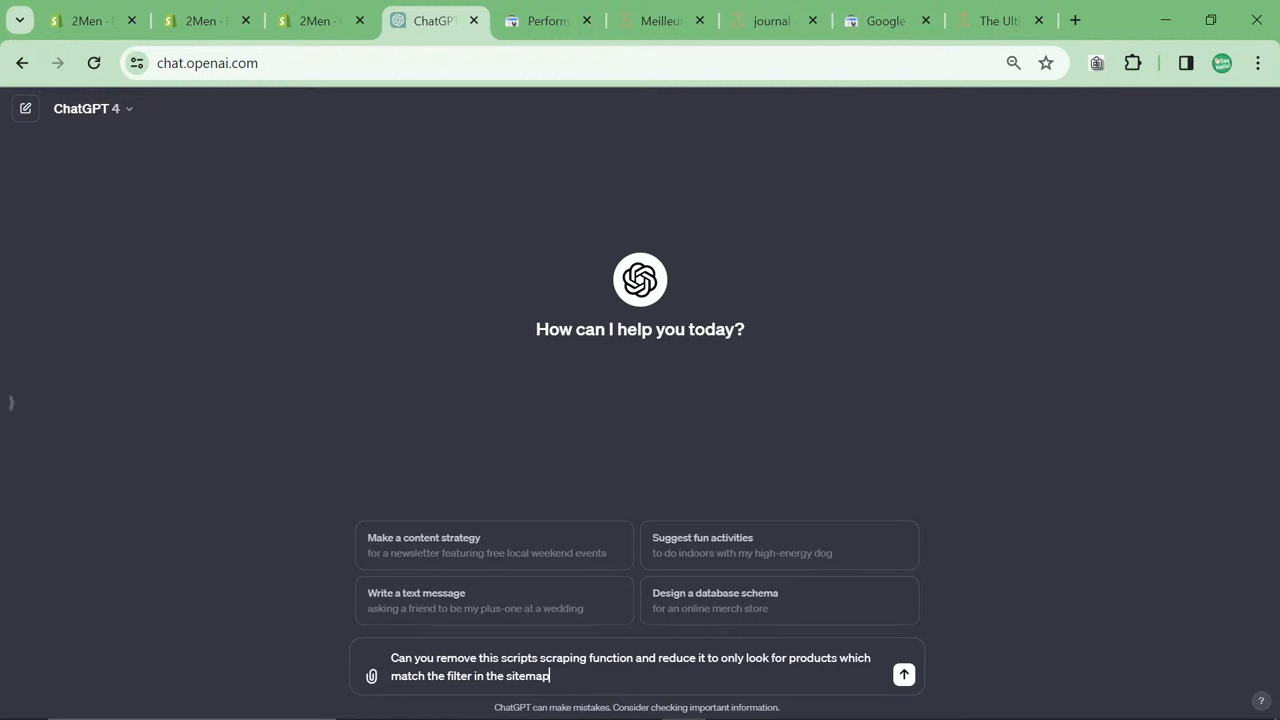 2Men - 
2Men - 
2Men - 
ChatGPT
Perform
Meilleu
journal
Google
The Ulti
chat.openai.com
ChatGPT 4
How can I help you today?
Make a content strategy
for a newsletter featuring free local weekend events
Suggest fun activities
to do indoors with my high-energy dog
Write a text message
asking a friend to be my plus-one at a wedding
Design a database schema
for an online merch store
Can you remove this scripts scraping function and reduce it to only look for products which
match the filter in the sitemap
ChatGPT can make mistakes. Consider checking important information.
?